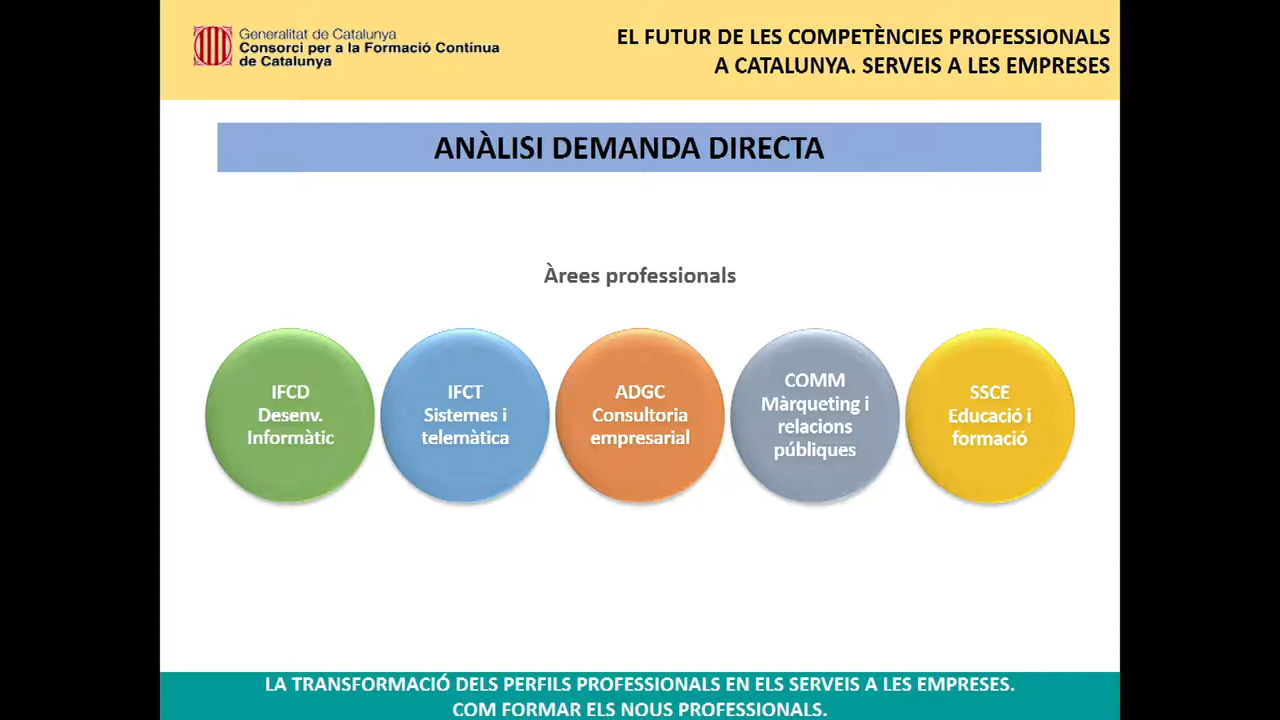 Generalitat de Catalunya
Consorci per a la Formació Contínua
de Catalunya
EL FUTUR DE LES COMPETÈNCIES PROFESSIONALS
A CATALUNYA. SERVEIS A LES EMPRESES
ANÀLISI DEMANDA DIRECTA
Àrees professionals
IFCD
Desenv.
Informàtic
IFCT
Sistemes i
telemàtica
ADGC
Consultoria
empresarial
COMM
Màrqueting i
relacions
públiques
SSCE
Educació i
formació
LA TRANSFORMACIÓ DELS PERFILS PROFESSIONALS EN ELS SERVEIS A LES EMPRESES.
COM FORMAR ELS NOUS PROFESSIONALS.